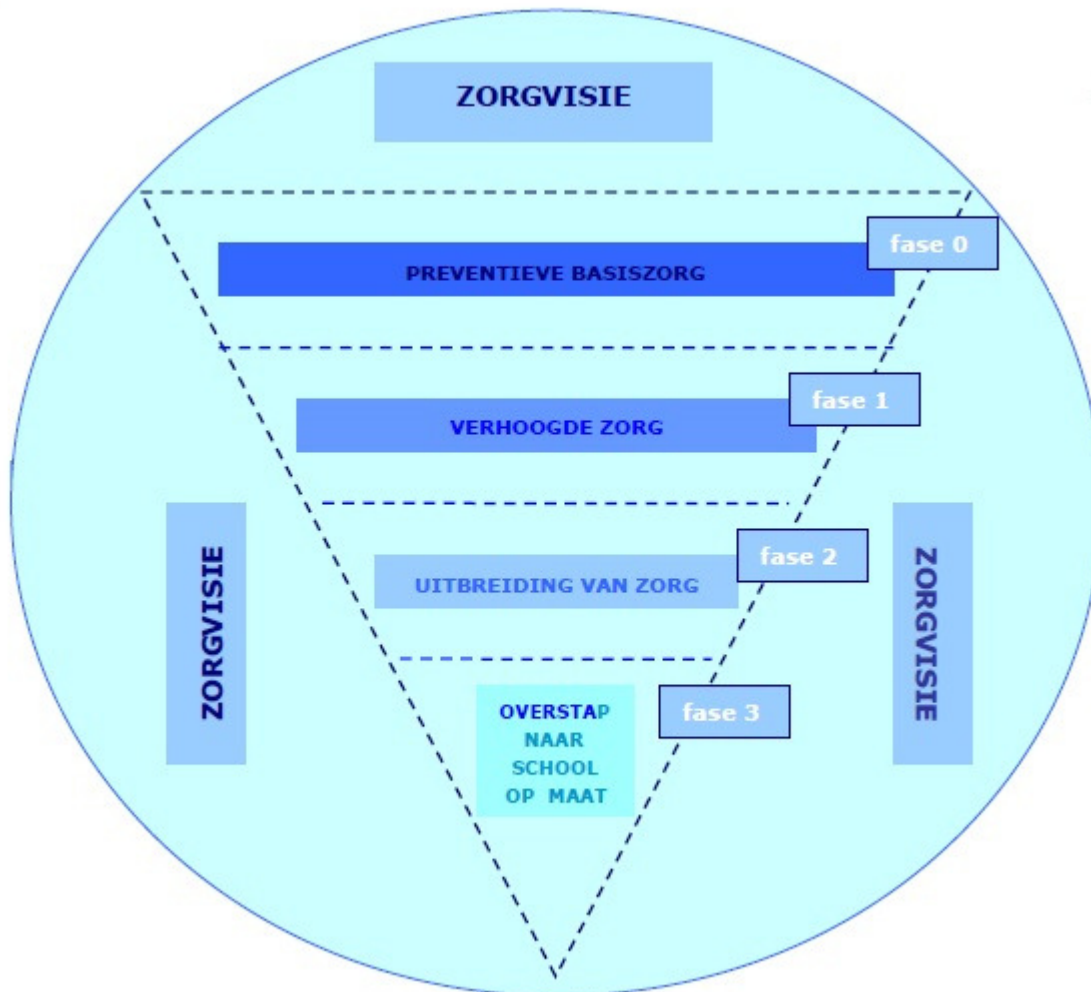 ZORGVISIE
fase 0
PREVENTIEVE BASISZORG
fase 1
VERHOOGDE ZORG
fase 2
UITBREIDING VAN ZORG
ZORGVISIE
ZORGVISIE
fase 3
OVERSTAP
NAAR
SCHOOL
OP MAAT